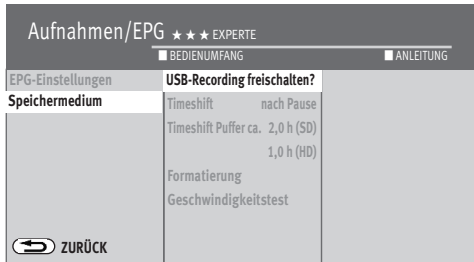 Aufnahmen/EPG ★ ★ ★ EXPERTE
BEDIENUMFANG ANLEITUNG
EPG-Einstellungen
Speichermedium
USB-Recording freischalten?
Timeshift nach Pause
Timeshift Puffer ca. 2,0 h (SD)
1,0 h (HD)
Formatierung
Geschwindigkeitstest
ZURÜCK